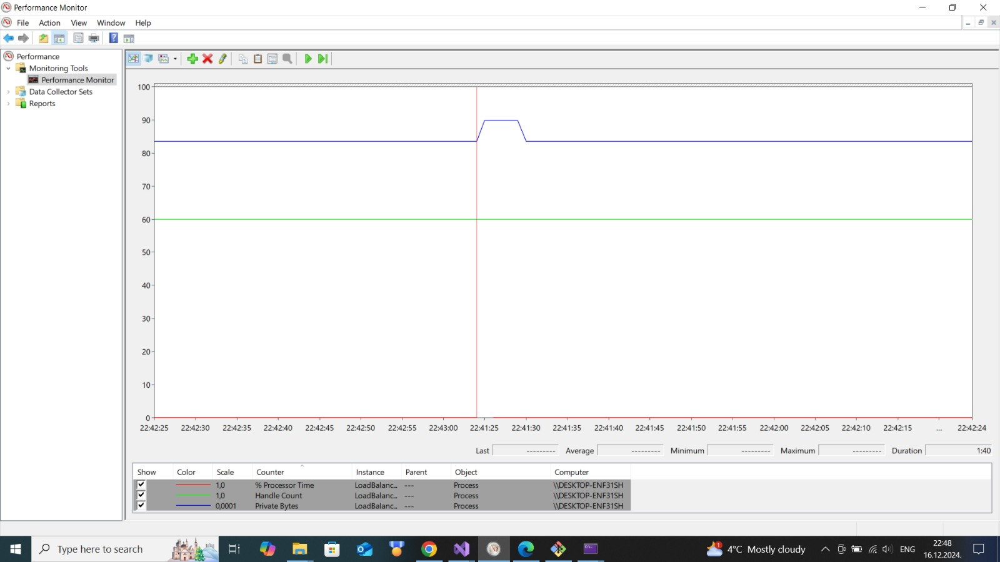 Performance Monitor
File Action View Window Help
Performance
Monitoring Tools
Performance Monitor
Data Collector Sets
Reports
100
90
80
70
60
50
40
30
20
10
0
22:42:25 22:42:30 22:42:35 22:42:40 22:42:45 22:42:50 22:42:55 22:43:00 22:41:25 22:41:30 22:41:35 22:41:40 22:41:45 22:41:50 22:41:55 22:42:00 22:42:05 22:42:10 22:42:15 ... 22:42:24
Last --------- Average --------- Minimum --------- Maximum --------- Duration 1:40
Show Color Scale Counter Instance Parent Object Computer
1,0 % Processor Time LoadBalanc... --- Process \\DESKTOP-ENF31SH
1,0 Handle Count LoadBalanc... --- Process \\DESKTOP-ENF31SH
0,0001 Private Bytes LoadBalanc... --- Process \\DESKTOP-ENF31SH
Type here to search
1
4°C Mostly cloudy
ENG
22:48
16.12.2024.